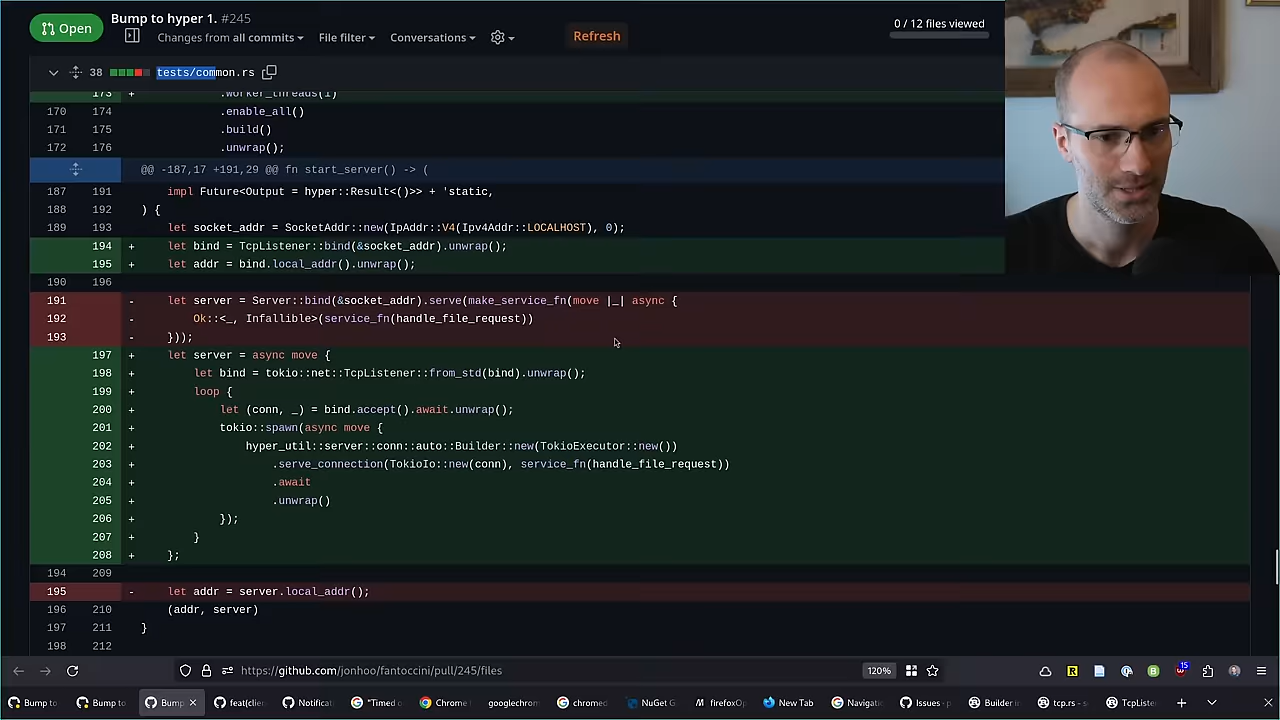 Open
Bump to hyper 1. #245
Changes from all commits
File filter
Conversations
Refresh
0 / 12 files viewed
38
tests/common.rs
173 + .worker_threads(1)
170 174 .enable_all()
171 175 .build()
172 176 .unwrap();
@@ -187,17 +191,29 @@ fn start_server() -> (
187 191 impl Future<Output = hyper::Result<()>> + 'static,
188 192 ) {
189 193 let socket_addr = SocketAddr::new(IpAddr::V4(Ipv4Addr::LOCALHOST), 0);
194 + let bind = TcpListener::bind(&socket_addr).unwrap();
195 + let addr = bind.local_addr().unwrap();
190 196
191 - let server = Server::bind(&socket_addr).serve(make_service_fn(move |_| async {
192 - Ok::<_, Infallible>(service_fn(handle_file_request))
193 - }));
197 + let server = async move {
198 + let bind = tokio::net::TcpListener::from_std(bind).unwrap();
199 + loop {
200 + let (conn, _) = bind.accept().await.unwrap();
201 + tokio::spawn(async move {
202 + hyper_util::server::conn::auto::Builder::new(TokioExecutor::new())
203 + .serve_connection(TokioIo::new(conn), service_fn(handle_file_request))
204 + .await
205 + .unwrap()
206 + });
207 + }
208 + };
194 209
195 - let addr = server.local_addr();
196 210 (addr, server)
197 211 }
198 212
https://github.com/jonhoo/fantoccini/pull/245/files
120%
15
Bump to
Bump to
Bump
feat(clie
Notificat
"Timed o
Chrome
googlechrom
chromed
NuGet G
firefoxOp
New Tab
Navigati
Issues · p
Builder in
tcp.rs - s
TcpListe